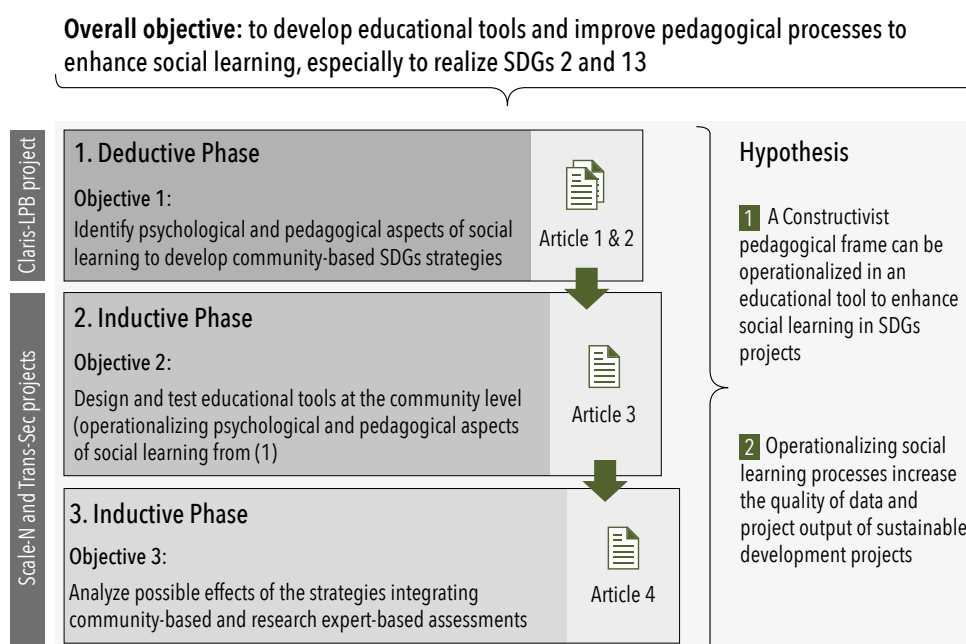 Overall objective: to develop educational tools and improve pedagogical processes to
enhance social learning, especially to realize SDGs 2 and 13
Claris-LPB project
1. Deductive Phase
Objective 1:
Identify psychological and pedagogical aspects of social
learning to develop community-based SDGs strategies
Article 1 & 2
Scale-N and Trans-Sec projects
2. Inductive Phase
Objective 2:
Design and test educational tools at the community level
(operationalizing psychological and pedagogical aspects
of social learning from (1)
Article 3
3. Inductive Phase
Objective 3:
Analyze possible effects of the strategies integrating
community-based and research expert-based assessments
Article 4
Hypothesis
1 A Constructivist
pedagogical frame can be
operationalized in an
educational tool to enhance
social learning in SDGs
projects
2 Operationalizing social
learning processes increase
the quality of data and
project output of sustainable
development projects